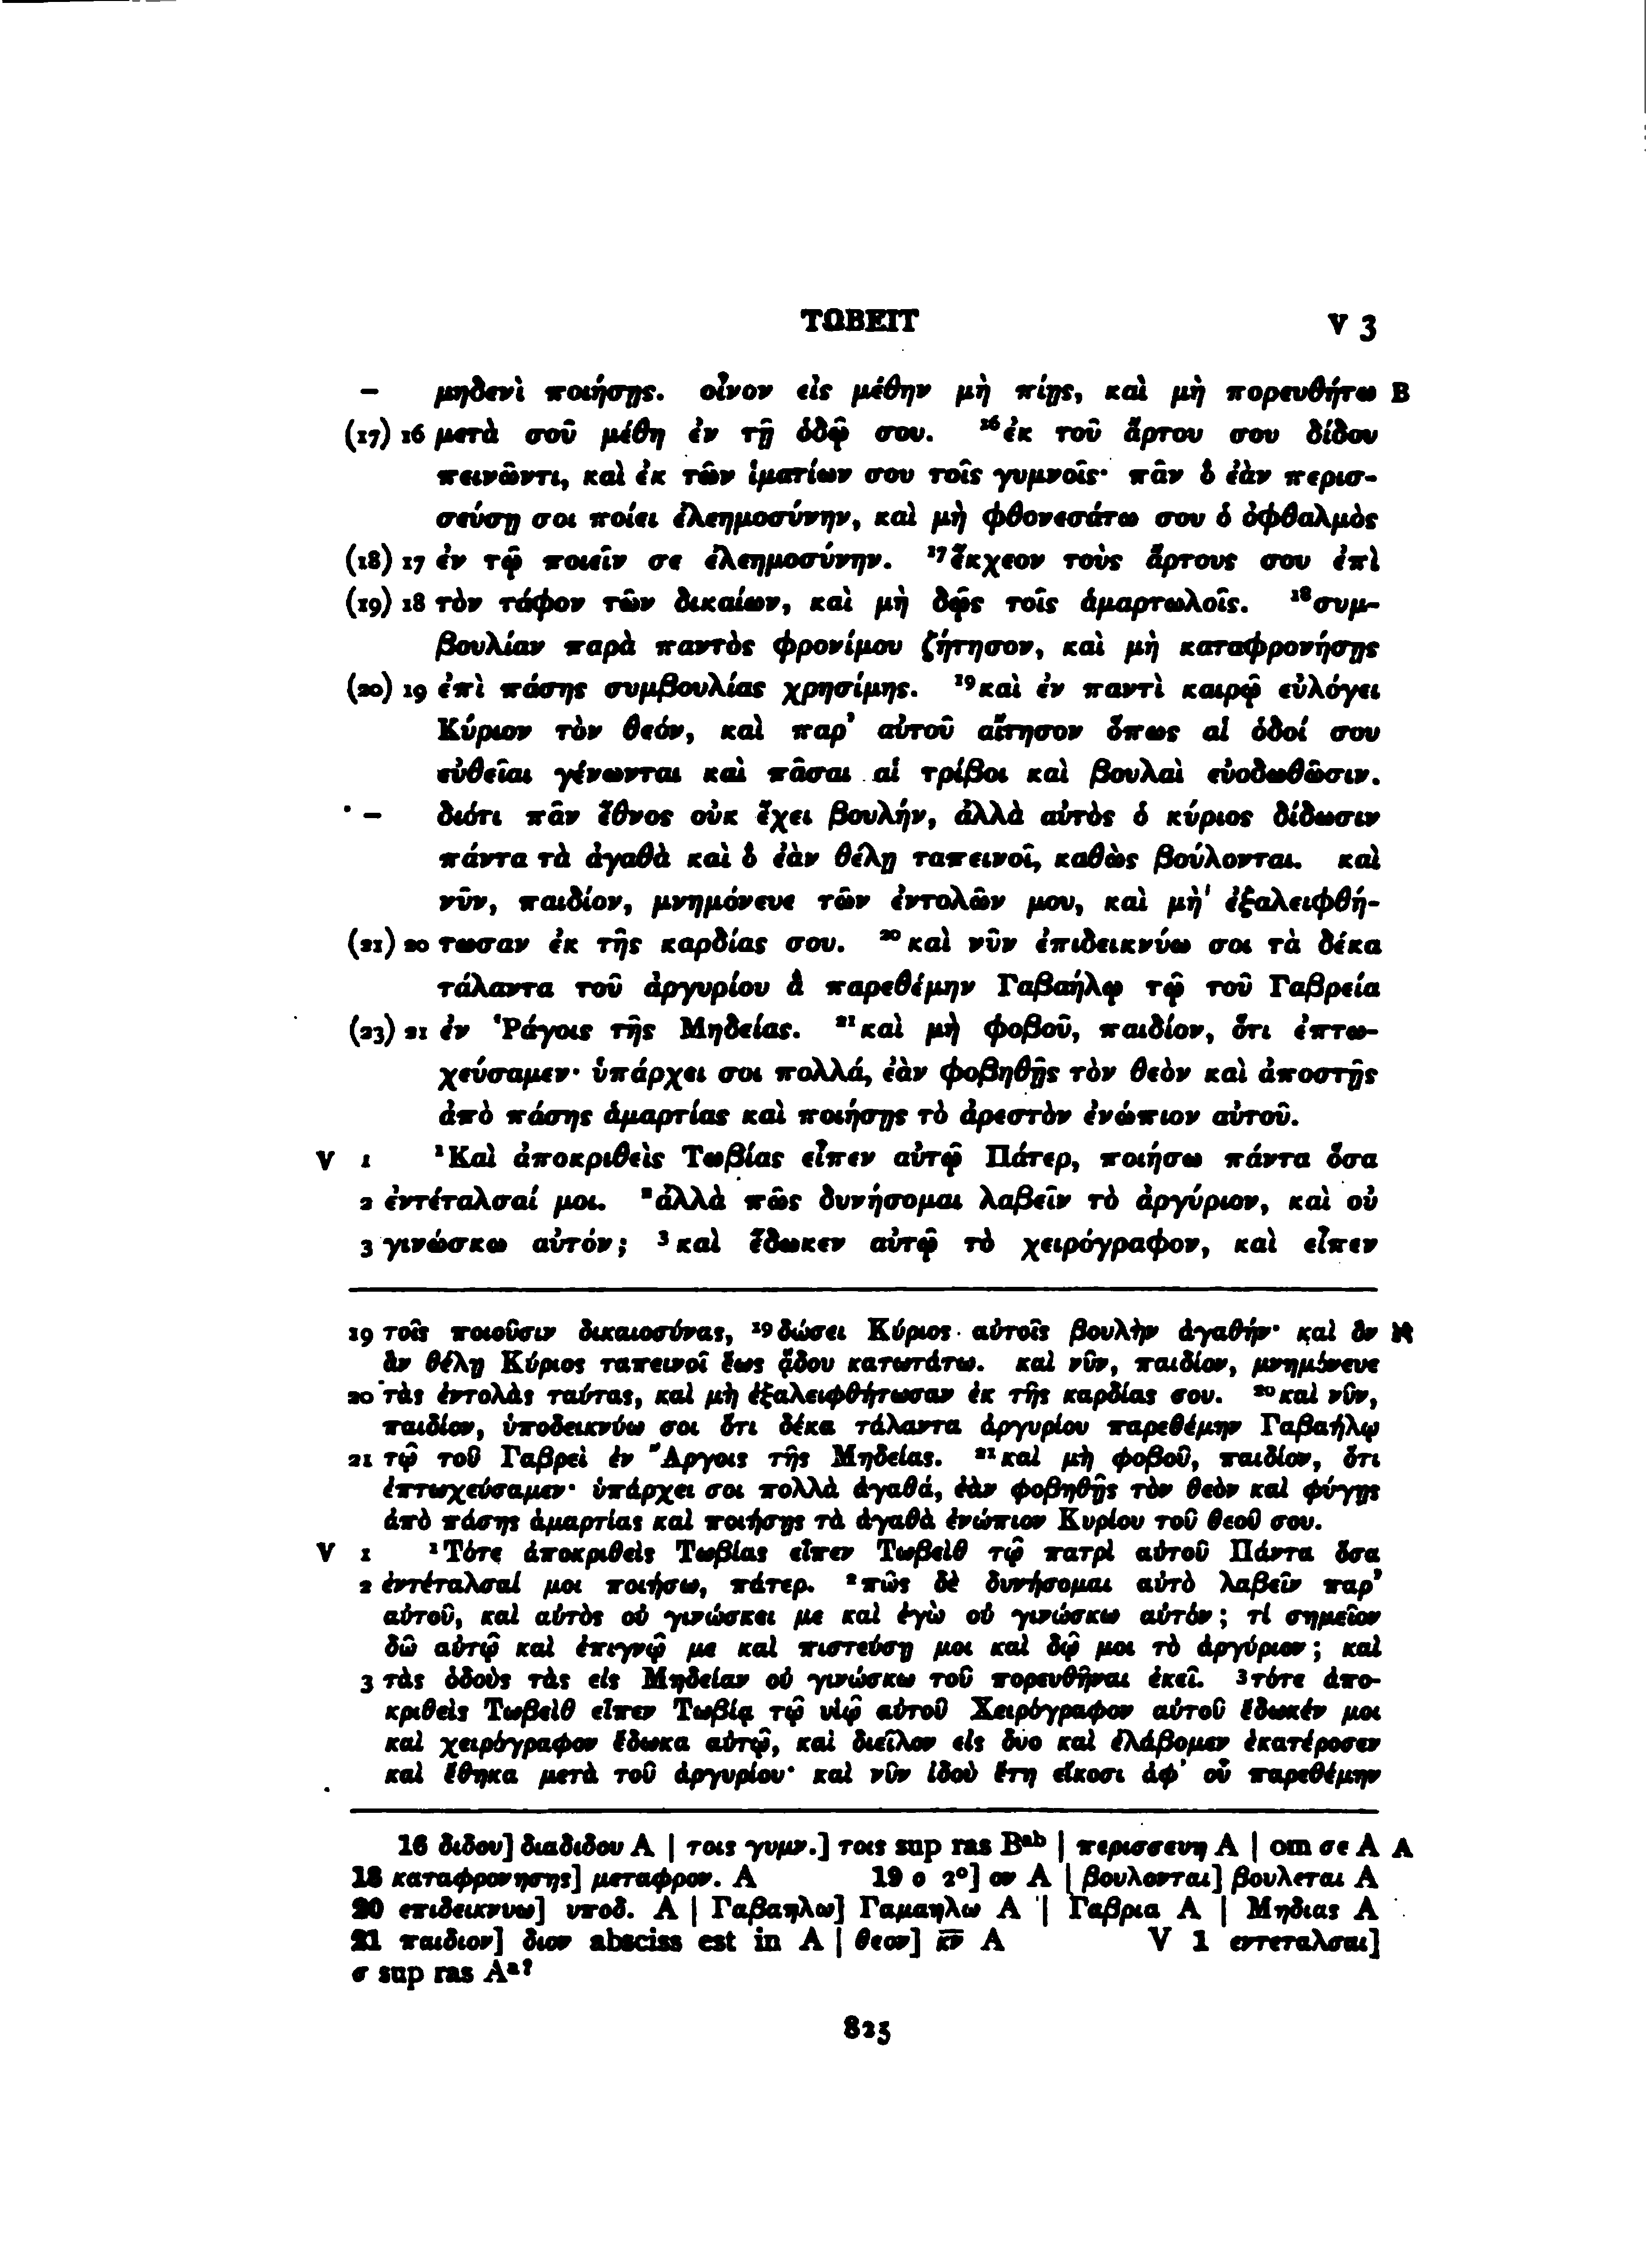 ΤΩΒΕΙΤ V 3
– μηδενὶ ποιήσῃς. οἶνον εἰς μέθην μὴ πίῃς, καὶ μὴ πορευθήτω B
(17) 16 μετὰ σοῦ μέθη ἐν τῇ ὁδῷ σου. ¹⁶ἐκ τοῦ ἄρτου σου δίδου
πεινῶντι, καὶ ἐκ τῶν ἱματίων σου τοῖς γυμνοῖς· πᾶν ὃ ἐὰν περισ-
σεύσῃ σοι ποίει ἐλεημοσύνην, καὶ μὴ φθονεσάτω σου ὁ ὀφθαλμὸς
(18) 17 ἐν τῷ ποιεῖν σε ἐλεημοσύνην. ¹⁷ἔκχεον τοὺς ἄρτους σου ἐπὶ
(19) 18 τὸν τάφον τῶν δικαίων, καὶ μὴ δῷς τοῖς ἁμαρτωλοῖς. ¹⁸συμ-
βουλίαν παρὰ παντὸς φρονίμου ζήτησον, καὶ μὴ καταφρονήσῃς
(20) 19 ἐπὶ πάσης συμβουλίας χρησίμης. ¹⁹καὶ ἐν παντὶ καιρῷ εὐλόγει
Κύριον τὸν θεόν, καὶ παρ᾽ αὐτοῦ αἴτησον ὅπως αἱ ὁδοί σου
εὐθεῖαι γένωνται καὶ πᾶσαι αἱ τρίβοι καὶ βουλαὶ εὐοδωθῶσιν.
– διότι πᾶν ἔθνος οὐκ ἔχει βουλήν, ἀλλὰ αὐτὸς ὁ κύριος δίδωσιν
πάντα τὰ ἀγαθὰ καὶ ὃ ἐὰν θέλῃ ταπεινοῖ, καθὼς βούλονται. καὶ
νῦν, παιδίον, μνημόνευε τῶν ἐντολῶν μου, καὶ μὴ ἐξαλειφθή-
(21) 20 τωσαν ἐκ τῆς καρδίας σου. ²⁰καὶ νῦν ἐπιδεικνύω σοι τὰ δέκα
τάλαντα τοῦ ἀργυρίου ἃ παρεθέμην Γαβαήλῳ τῷ τοῦ Γαβρεία
(23) 21 ἐν Ῥάγοις τῆς Μηδείας. ²¹καὶ μὴ φοβοῦ, παιδίον, ὅτι ἐπτω-
χεύσαμεν· ὑπάρχει σοι πολλά, ἐὰν φοβηθῇς τὸν θεὸν καὶ ἀποστῇς
ἀπὸ πάσης ἁμαρτίας καὶ ποιήσῃς τὸ ἀρεστὸν ἐνώπιον αὐτοῦ.
V 1 ¹Καὶ ἀποκριθεὶς Τωβίας εἶπεν αὐτῷ Πάτερ, ποιήσω πάντα ὅσα
2 ἐντέταλσαί μοι. ²ἀλλὰ πῶς δυνήσομαι λαβεῖν τὸ ἀργύριον, καὶ οὐ
3 γινώσκω αὐτόν; ³καὶ ἔδωκεν αὐτῷ τὸ χειρόγραφον, καὶ εἶπεν
19 τοῖς ποιοῦσιν δικαιοσύνας, ¹⁹δώσει Κύριος αὐτοῖς βουλὴν ἀγαθήν· καὶ ὃν א
ἂν θέλῃ Κύριος ταπεινοῖ ἕως ᾅδου κατωτάτω. καὶ νῦν, παιδίον, μνημόνευε
20 τὰς ἐντολὰς ταύτας, καὶ μὴ ἐξαλειφθήτωσαν ἐκ τῆς καρδίας σου. ²⁰καὶ νῦν,
παιδίον, ὑποδεικνύω σοι ὅτι δέκα τάλαντα ἀργυρίου παρεθέμην Γαβαήλῳ
21 τῷ τοῦ Γαβρεὶ ἐν Ἄργοις τῆς Μηδείας. ²¹καὶ μὴ φοβοῦ, παιδίον, ὅτι
ἐπτωχεύσαμεν· ὑπάρχει σοι πολλὰ ἀγαθά, ἐὰν φοβηθῇς τὸν θεὸν καὶ φύγῃς
ἀπὸ πάσης ἁμαρτίας καὶ ποιήσῃς τὰ ἀγαθὰ ἐνώπιον Κυρίου τοῦ θεοῦ σου.
V 1 ¹Τότε ἀποκριθεὶς Τωβίας εἶπεν Τωβεὶθ τῷ πατρὶ αὐτοῦ Πάντα ὅσα
2 ἐντέταλσαί μοι ποιήσω, πάτερ. ²πῶς δὲ δυνήσομαι αὐτὸ λαβεῖν παρ᾽
αὐτοῦ, καὶ αὐτὸς οὐ γινώσκει με καὶ ἐγὼ οὐ γινώσκω αὐτόν; τί σημεῖον
δῶ αὐτῷ καὶ ἐπιγνῷ με καὶ πιστεύσῃ μοι καὶ δῷ μοι τὸ ἀργύριον; καὶ
3 τὰς ὁδοὺς τὰς εἰς Μηδείαν οὐ γινώσκω τοῦ πορευθῆναι ἐκεῖ. ³τότε ἀπο-
κριθεὶς Τωβεὶθ εἶπεν Τωβίᾳ τῷ υἱῷ αὐτοῦ Χειρόγραφον αὐτοῦ ἔδωκέν μοι
καὶ χειρόγραφον ἔδωκα αὐτῷ, καὶ διεῖλον εἰς δύο καὶ ἐλάβομεν ἑκατέροσεν
καὶ ἔθηκα μετὰ τοῦ ἀργυρίου· καὶ νῦν ἰδοὺ ἔτη εἴκοσι ἀφ᾽ οὗ παρεθέμην
16 διδου] διαδιδου A | τοις γυμν.] τοις sup ras Bᵃᵇ | περισσευη A | om σε A A
18 καταφρονησης] μεταφρον. A 19 ο 2°] ον A | βουλονται] βουλεται A
20 επιδεικνυω] υποδ. A | Γαβαηλω] Γαμαηλω A | Γαβρια A | Μηδιας A
21 παιδιον] διον absciss est in A | θεον] κ̅ν̅ A V 1 εντεταλσαι]
σ sup ras Aᵃ?
825